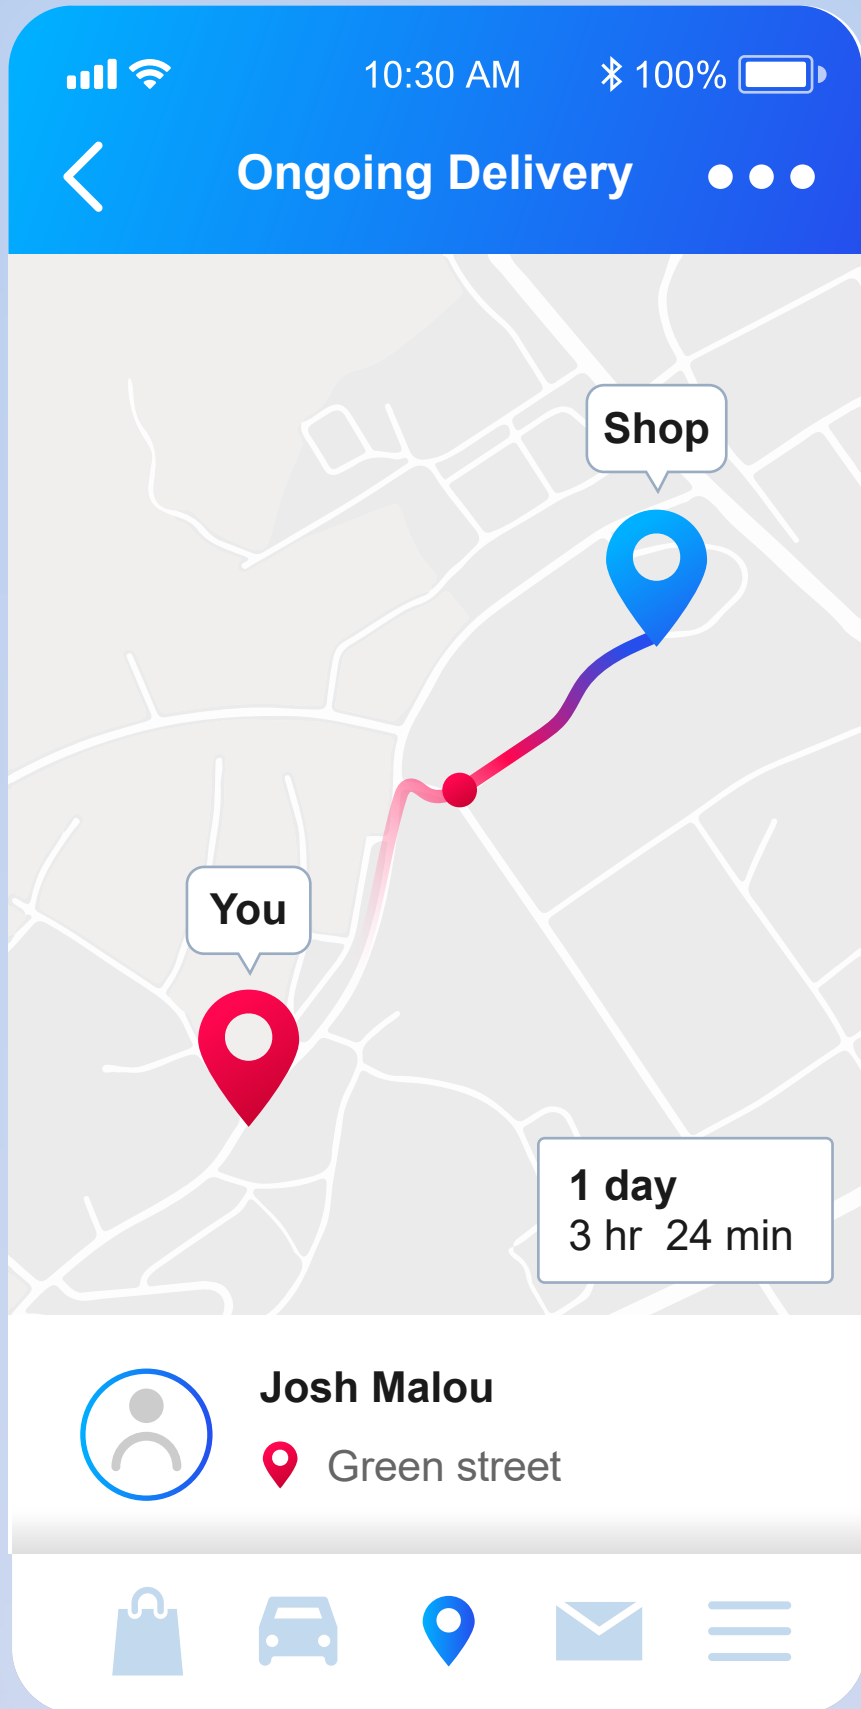 10:30 AM
100%
Ongoing Delivery
Shop
You
1 day
3 hr 24 min
Josh Malou
Green street